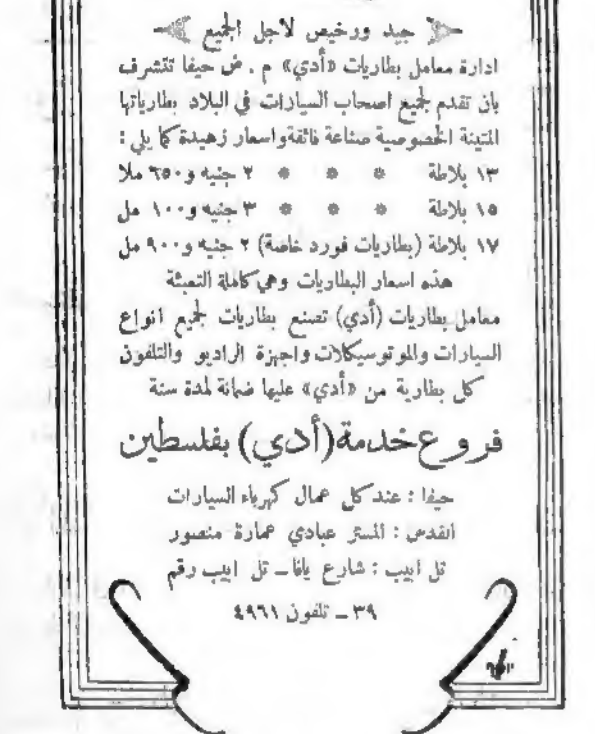 جيد ورخيص لاجل الجميع
ادارة معامل بطاريات «أدي» م . ض حيفا تتشرف
بان تقدم لجميع اصحاب السيارات في البلاد بطارياتها
المتينة الخصوصية صناعة فائقة واسعار زهيدة كما يلي :
١٣ بلاطة * * * ٢ جنيه و٦٥٠ ملا
١٥ بلاطة * * * ٣ جنيه و١٠٠ مل
١٧ بلاطة (بطاريات فورد خاصة) ٢ جنيه و٩٠٠ مل
هذه اسعار البطاريات وهي كاملة التعبئة
معامل بطاريات (أدي) تصنع بطاريات لجميع انواع
السيارات والموتوسيكلات واجهزة الراديو والتلفون
كل بطارية من «أدي» عليها ضمانة لمدة سنة
فروع خدمة (أدي) بفلسطين
حيفا : عند كل عمال كهرباء السيارات
القدس : المستر عبادي عمارة منصور
تل ابيب : شارع يافا ــ تل ابيب رقم
٣٩ ــ تلفون ٤٩٦١